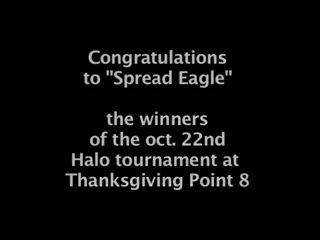 Congratulations
to "Spread Eagle"
the winners
of the oct. 22nd
Halo tournament at
Thanksgiving Point 8